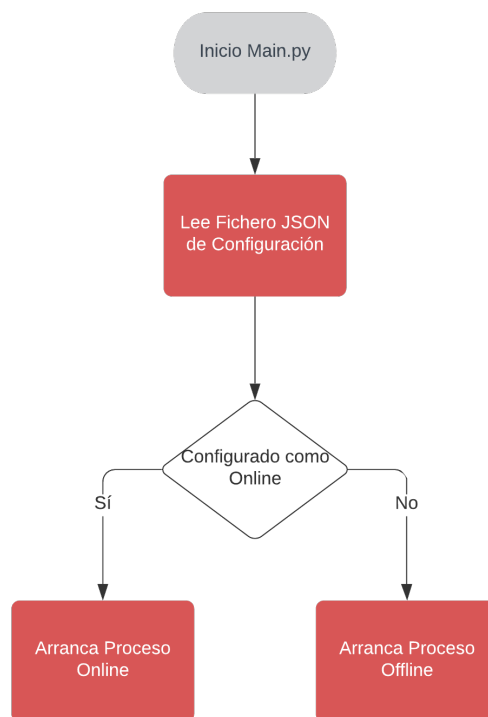 Inicio Main.py
Lee Fichero JSON
de Configuración
Configurado como
Online
Sí
No
Arranca Proceso
Online
Arranca Proceso
Offline